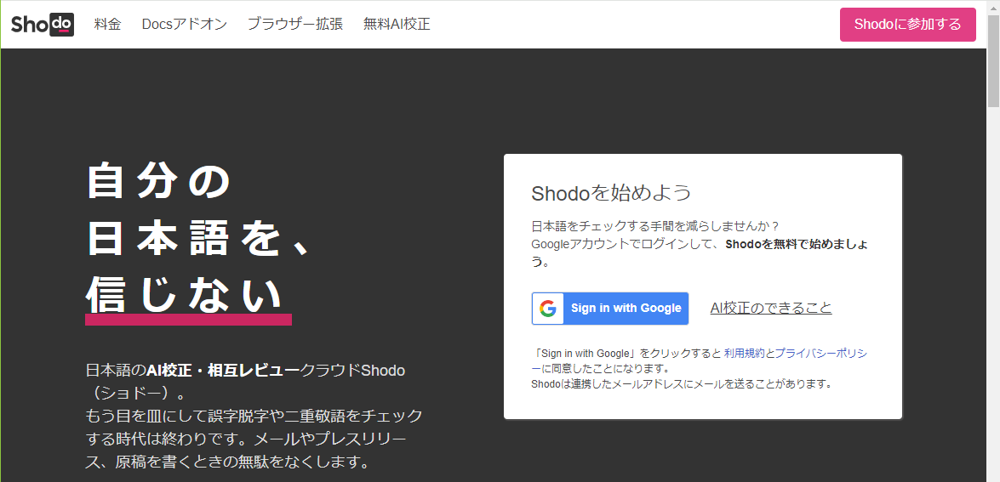 Shodo
料金
Docsアドオン
ブラウザー拡張
無料AI校正
Shodoに参加する
自分の
日本語を、
信じない
日本語のAI校正・相互レビュークラウドShodo
（ショドー）。
もう目を皿にして誤字脱字や二重敬語をチェック
する時代は終わりです。メールやプレスリリー
ス、原稿を書くときの無駄をなくします。
Shodoを始めよう
日本語をチェックする手間を減らしませんか？
Googleアカウントでログインして、Shodoを無料で始めましょ
う。
Sign in with Google
AI校正のできること
「Sign in with Google」をクリックすると 利用規約とプライバシーポリシ
ーに同意したことになります。
Shodoは連携したメールアドレスにメールを送ることがあります。